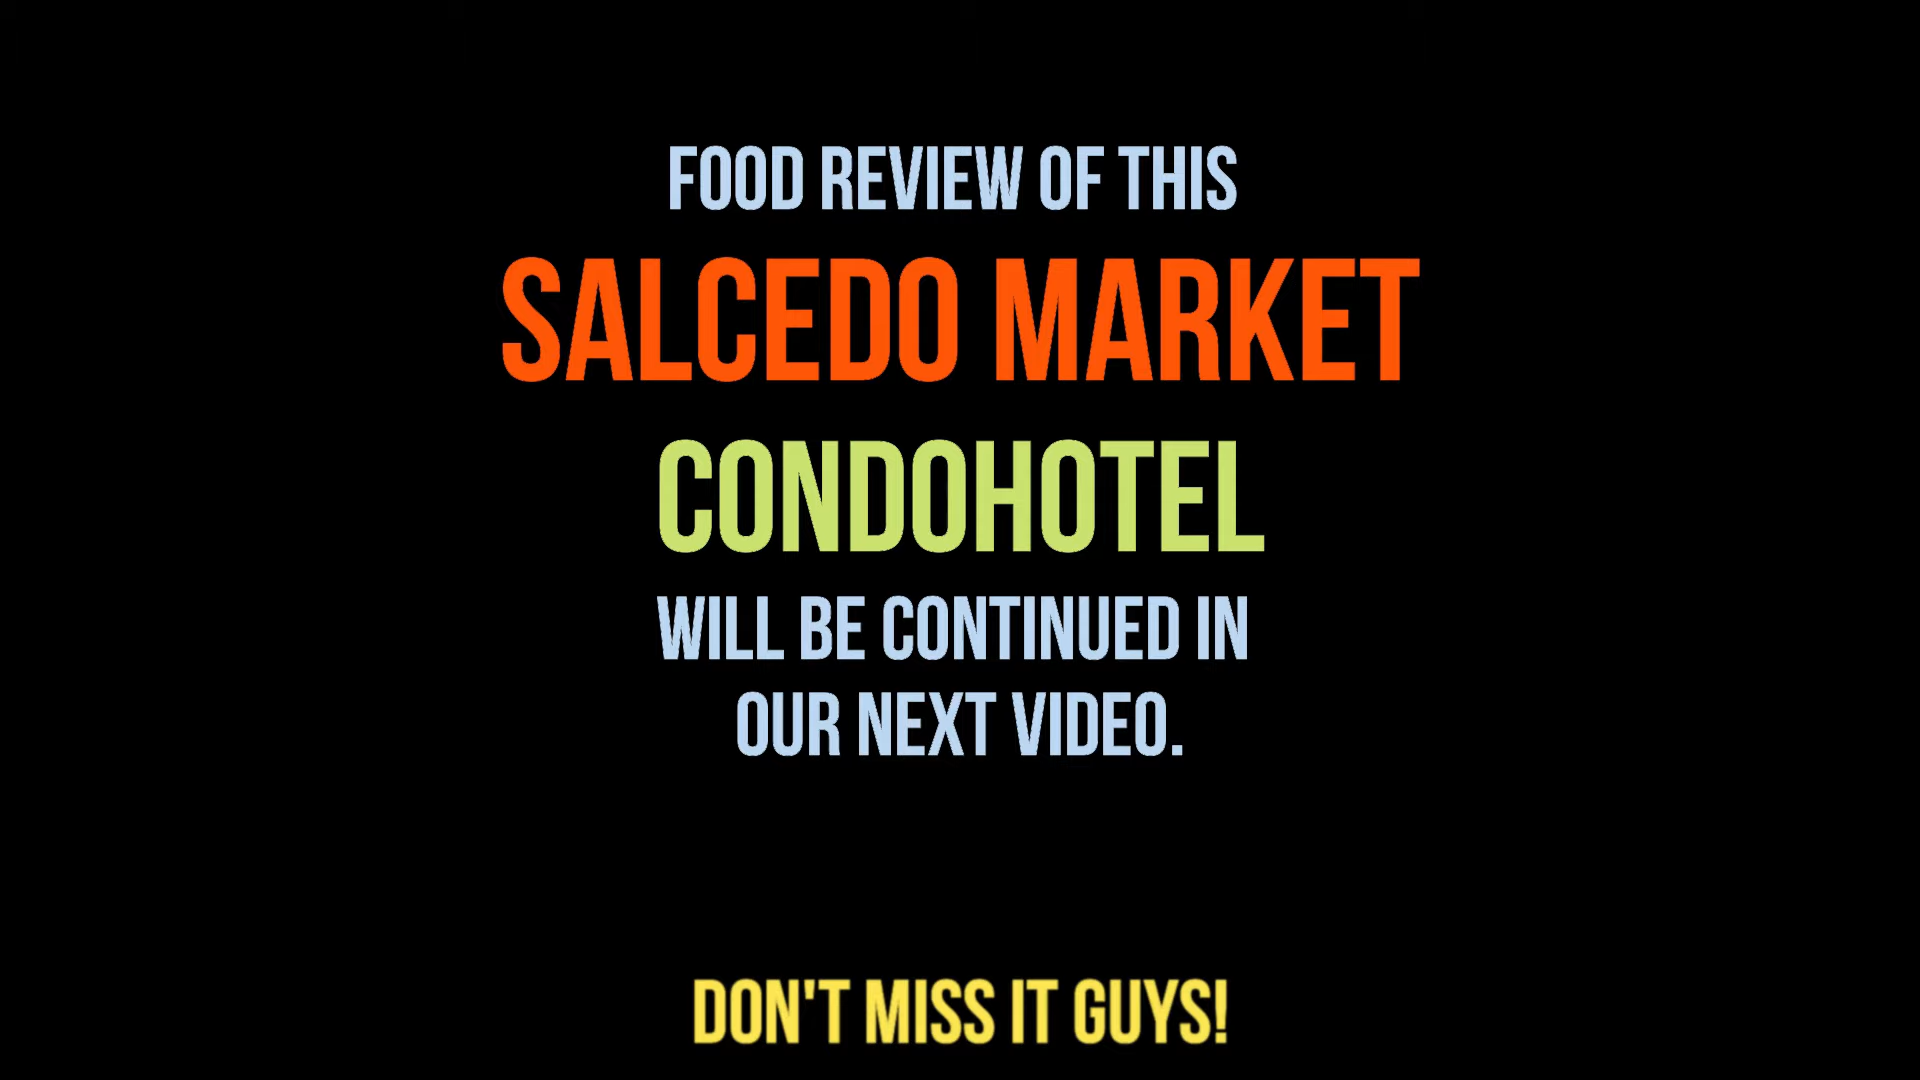 FOOD REVIEW OF THIS
SALCEDO MARKET
CONDOHOTEL
WILL BE CONTINUED IN
OUR NEXT VIDEO.
DON'T MISS IT GUYS!